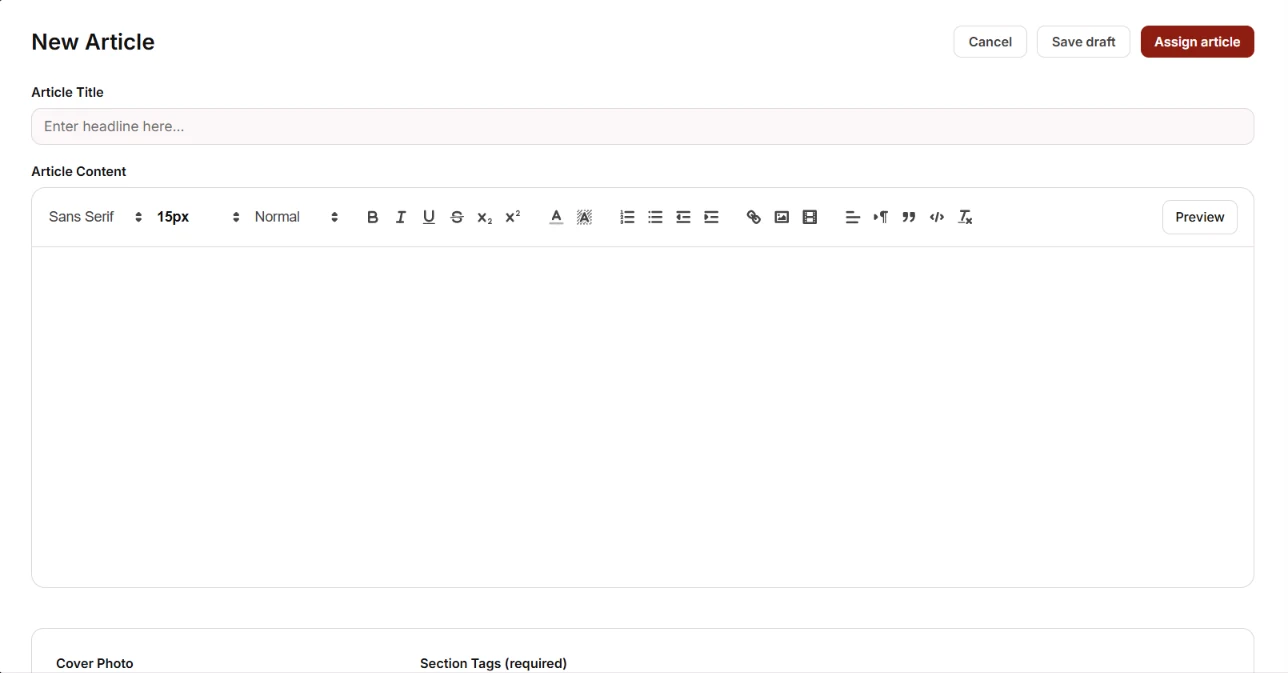 New Article
Cancel
Save draft
Assign article
Article Title
Enter headline here...
Article Content
Sans Serif
15px
Normal
Preview
Cover Photo
Section Tags (required)